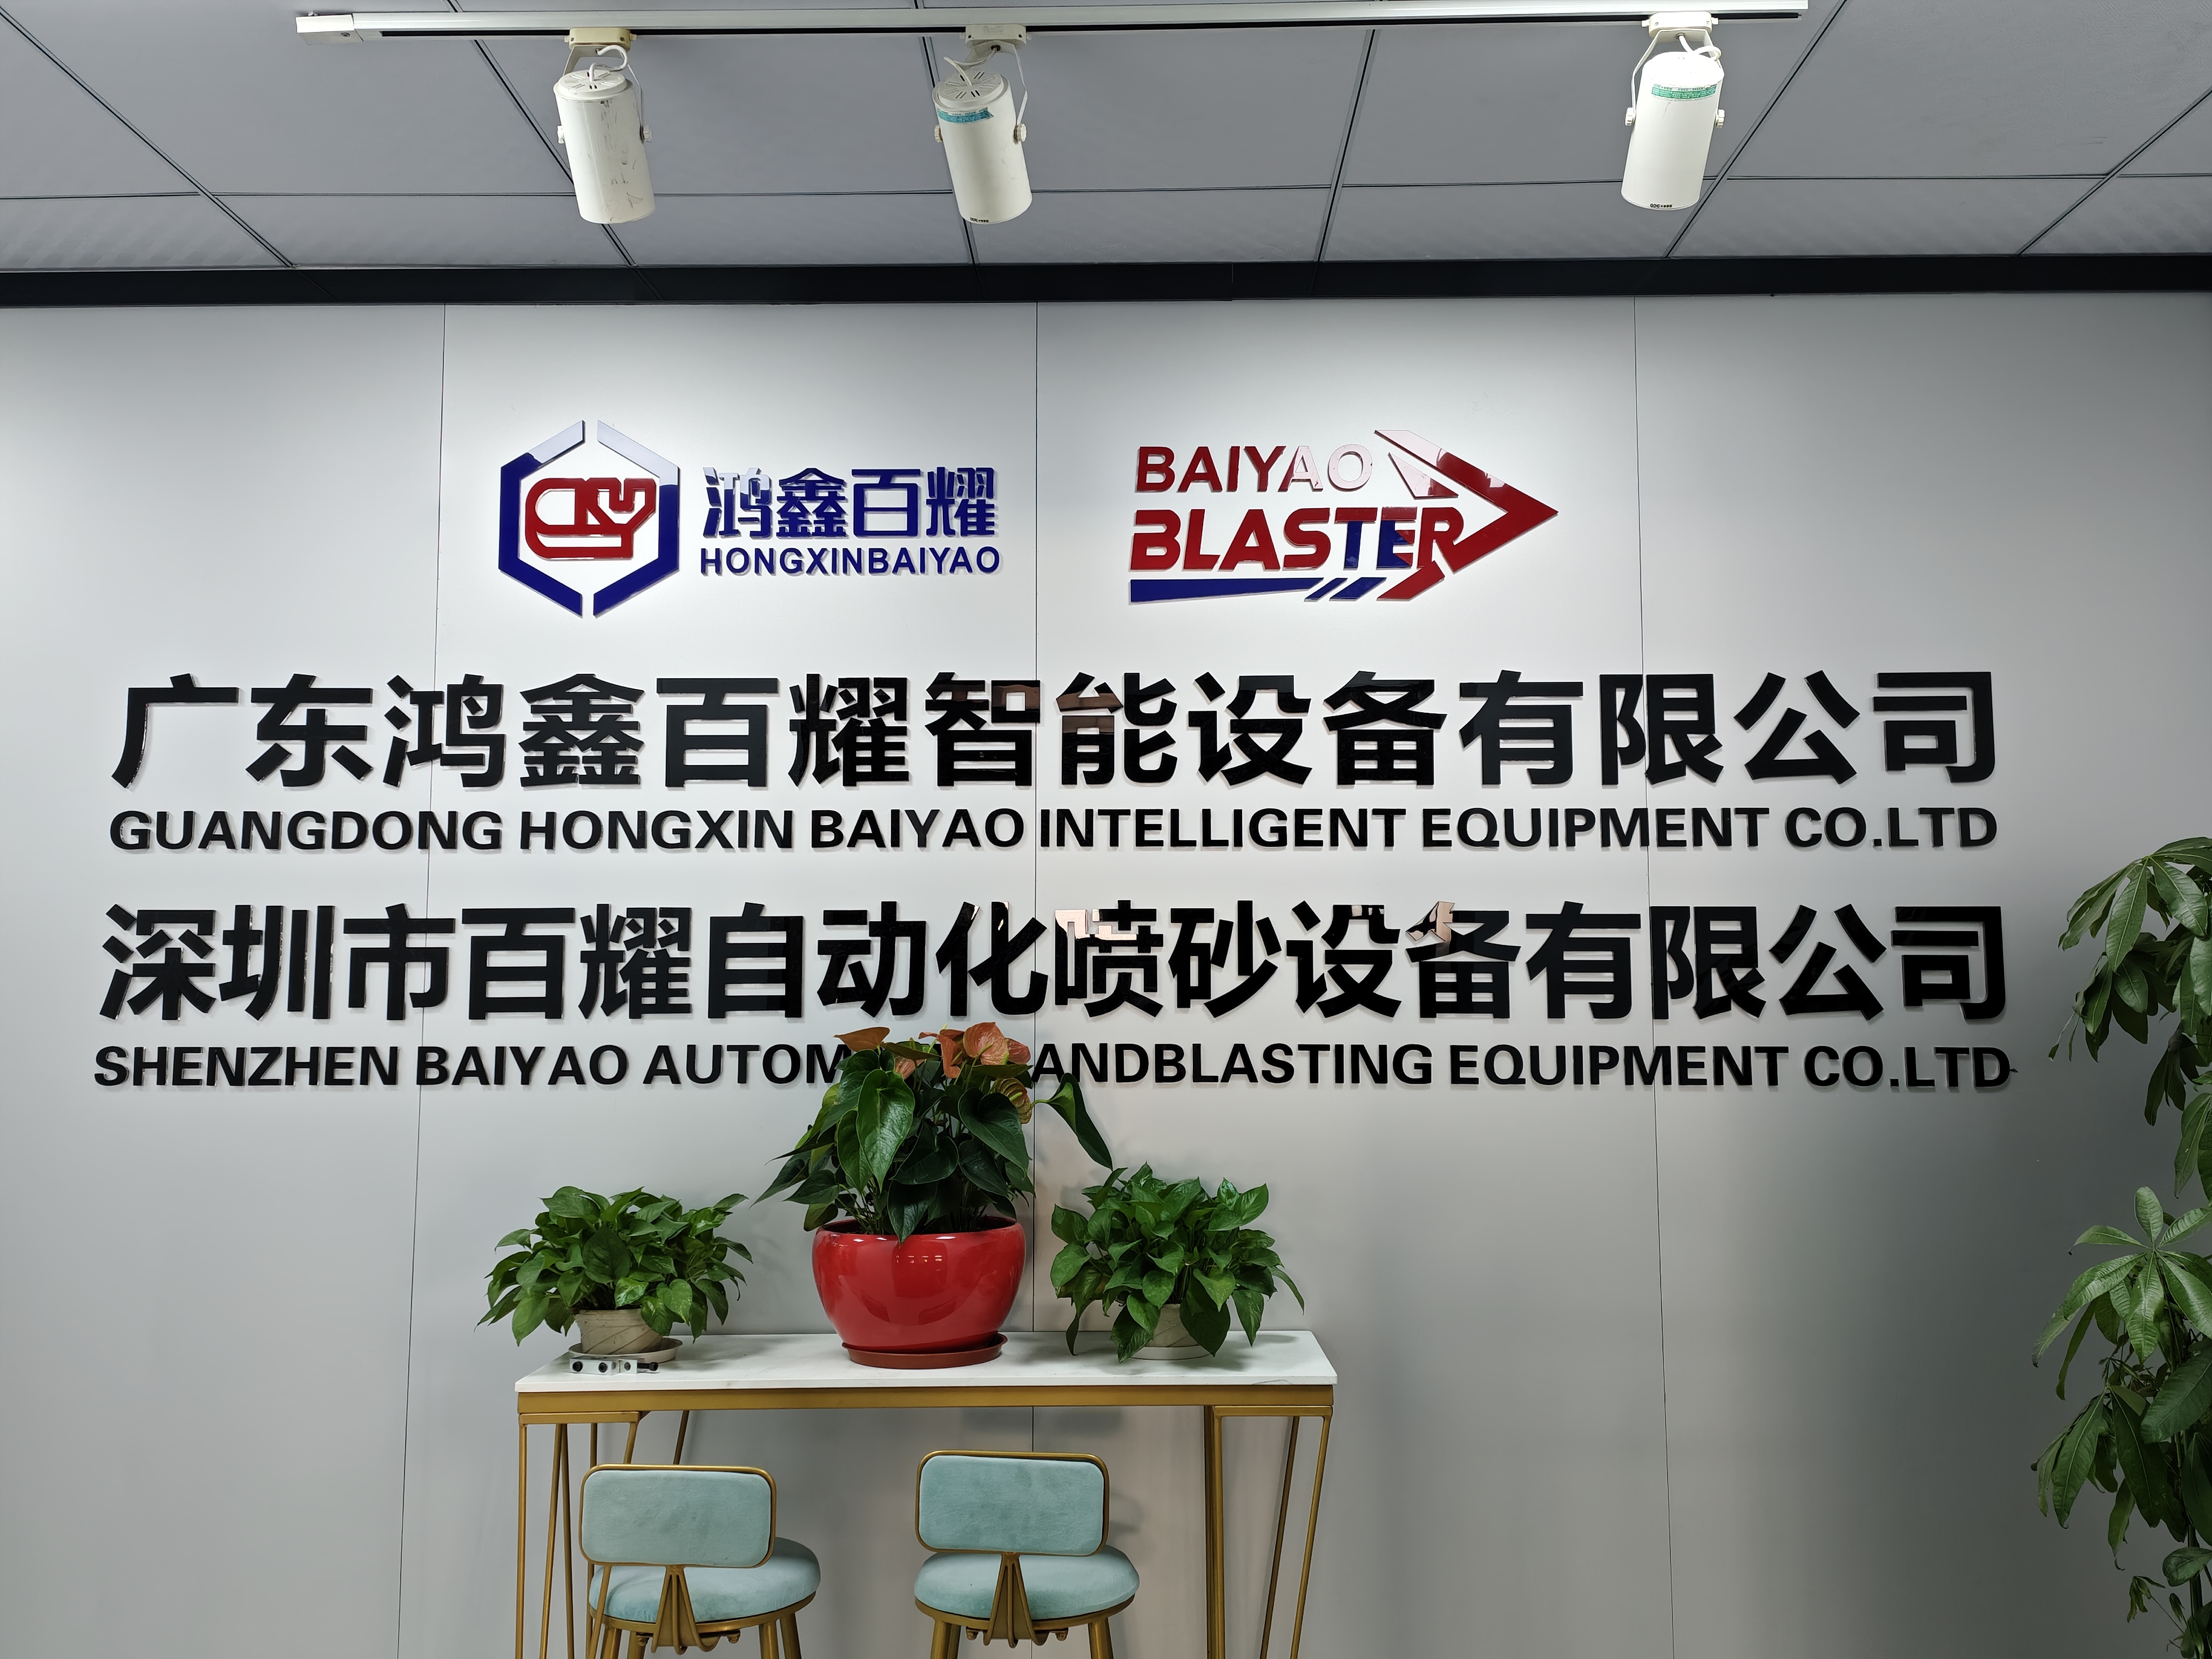 鸿鑫百耀
HONGXINBAIYAO
BAIYAO
BLASTER
广东鸿鑫百耀智能设备有限公司
GUANGDONG HONGXIN BAIYAO INTELLIGENT EQUIPMENT CO.LTD
深圳市百耀自动化喷砂设备有限公司
SHENZHEN BAIYAO EQUIPMENT CO.LTD